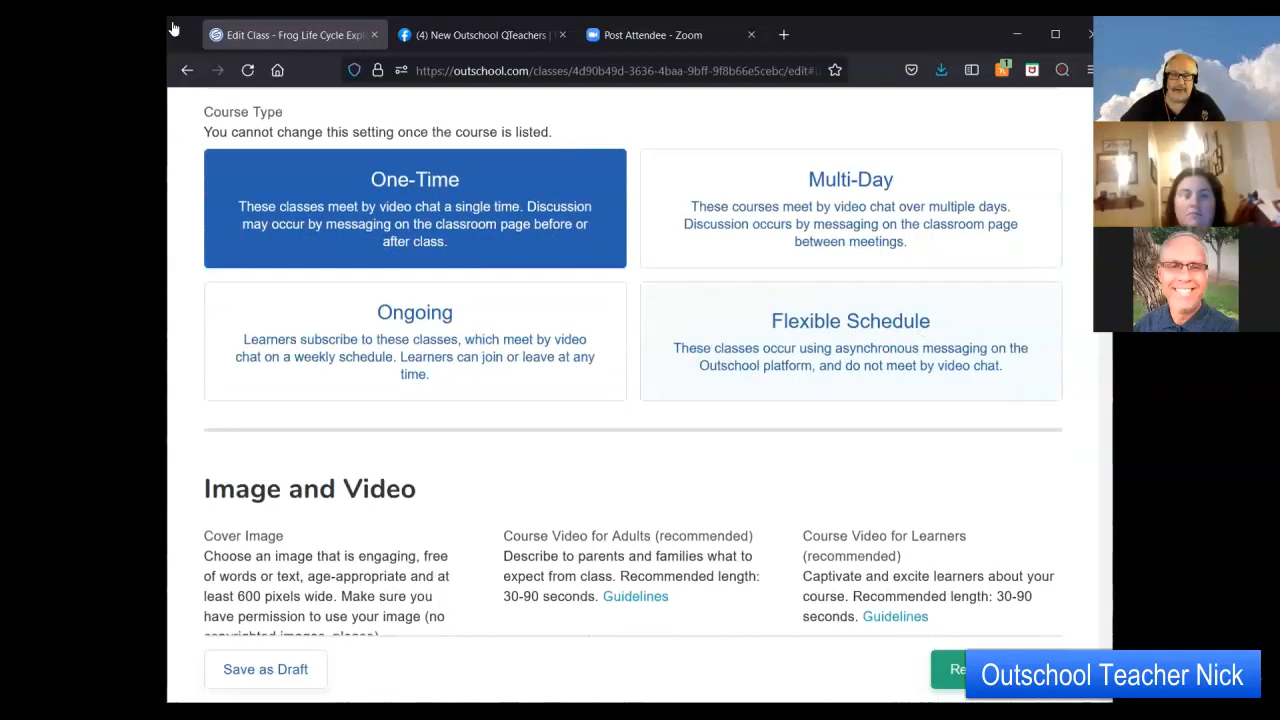 Edit Class - Frog Life Cycle Expl
(4) New Outschool QTeachers |
Post Attendee - Zoom
https://outschool.com/classes/4d90b49d-3636-4baa-9bff-9f8b66e5cebc/edit#
1
Course Type
You cannot change this setting once the course is listed.
One-Time
These classes meet by video chat a single time. Discussion
may occur by messaging on the classroom page before or
after class.
Multi-Day
These courses meet by video chat over multiple days.
Discussion occurs by messaging on the classroom page
between meetings.
Ongoing
Learners subscribe to these classes, which meet by video
chat on a weekly schedule. Learners can join or leave at any
time.
Flexible Schedule
These classes occur using asynchronous messaging on the
Outschool platform, and do not meet by video chat.
Image and Video
Cover Image
Choose an image that is engaging, free
of words or text, age-appropriate and at
least 600 pixels wide. Make sure you
have permission to use your image (no
copyrighted images, please)
Course Video for Adults (recommended)
Describe to parents and families what to
expect from class. Recommended length:
30-90 seconds. Guidelines
Course Video for Learners
(recommended)
Captivate and excite learners about your
course. Recommended length: 30-90
seconds. Guidelines
Save as Draft
Re
Outschool Teacher Nick